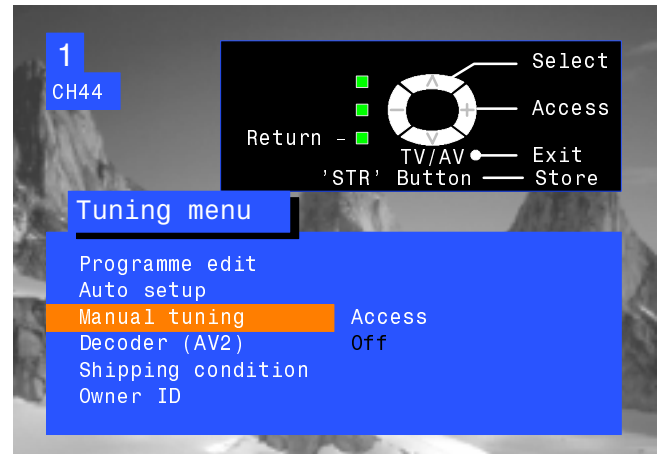 1
CH44
Select
Access
Return –
TV/AV Exit
'STR' Button Store
Tuning menu
Programme edit
Auto setup
Manual tuning Access
Decoder (AV2) Off
Shipping condition
Owner ID